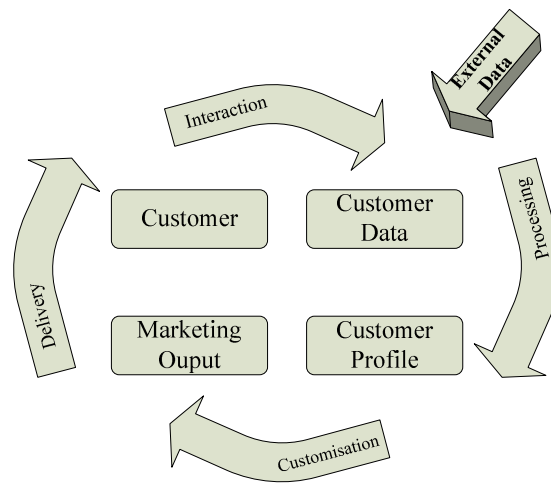 External
Data
Interaction
Processing
Customer
Customer
Data
Delivery
Marketing
Ouput
Customer
Profile
Customisation